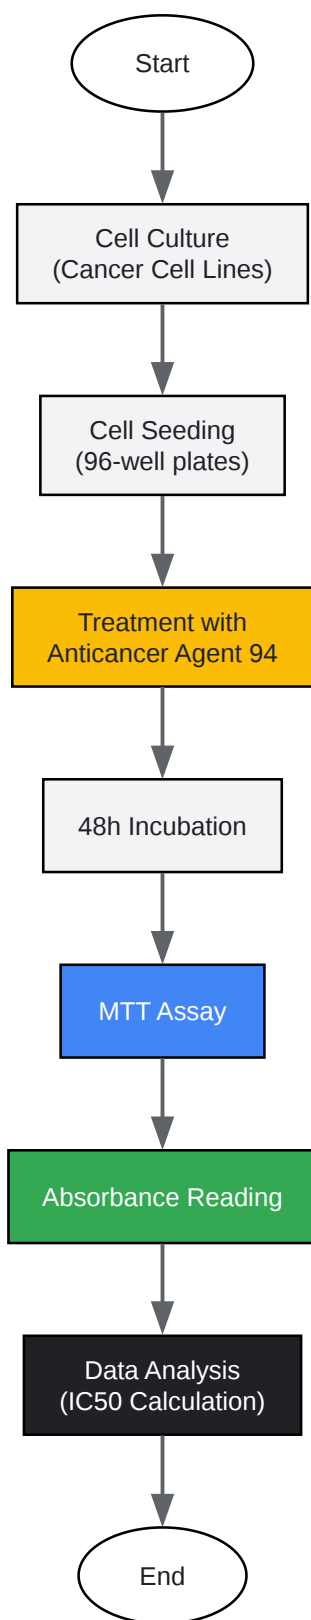 Start
Cell Culture
(Cancer Cell Lines)
Cell Seeding
(96-well plates)
Treatment with
Anticancer Agent 94
48h Incubation
MTT Assay
Absorbance Reading
Data Analysis
(IC50 Calculation)
End